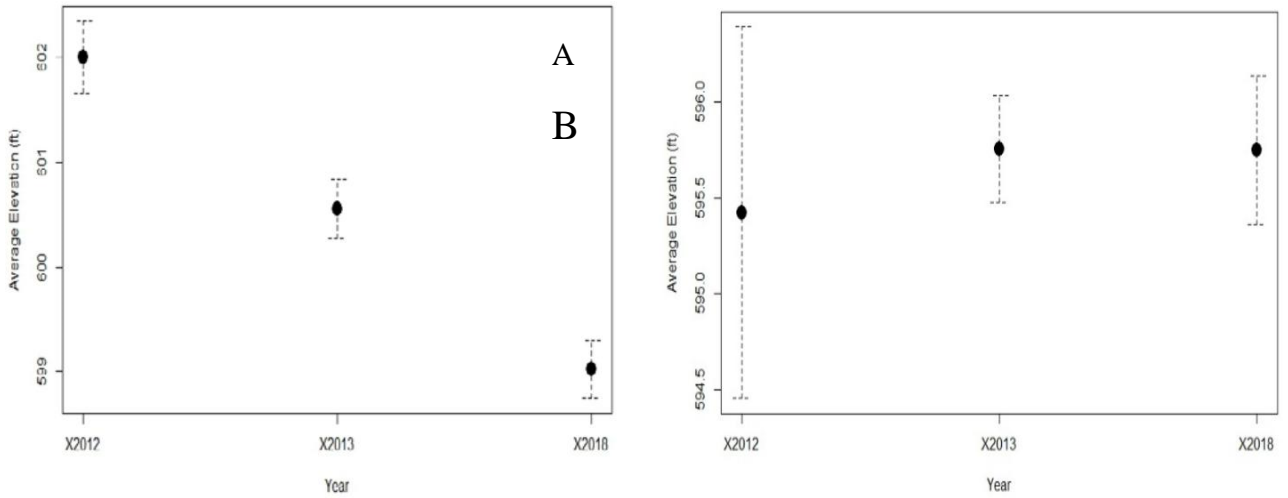 Average Elevation (ft)
602
601
600
599
A
B
X2012
X2013
X2018
Year
Average Elevation (ft)
596.0
595.5
595.0
594.5
X2012
X2013
X2018
Year